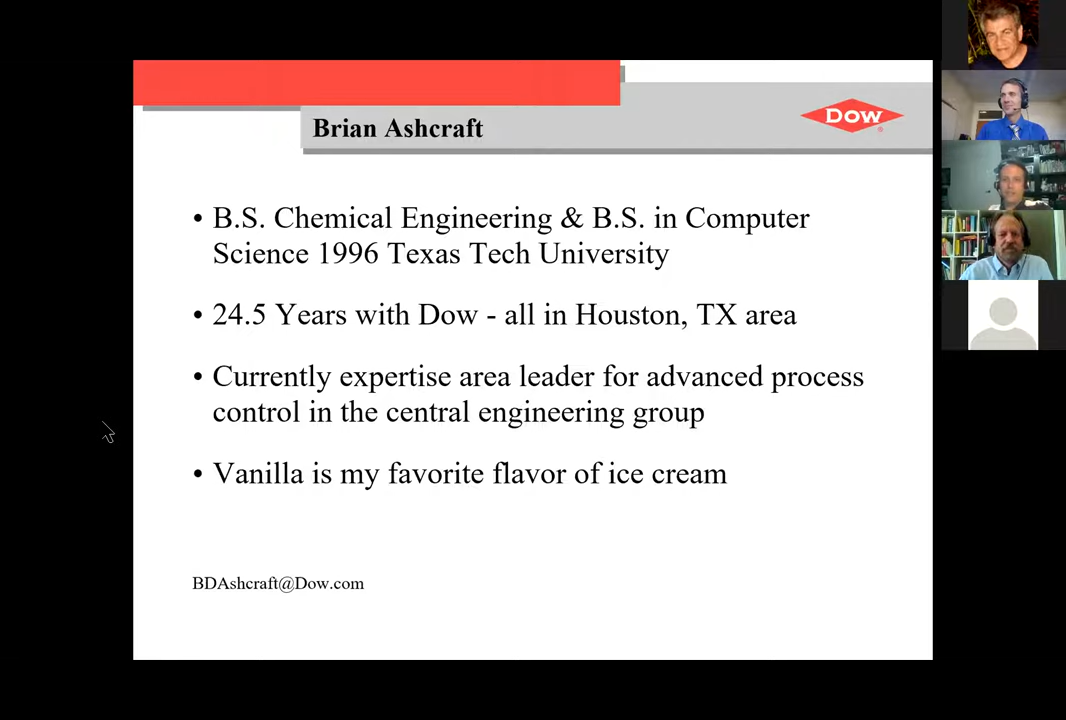 Brian Ashcraft
DOW
• B.S. Chemical Engineering & B.S. in Computer
Science 1996 Texas Tech University
• 24.5 Years with Dow - all in Houston, TX area
• Currently expertise area leader for advanced process
control in the central engineering group
• Vanilla is my favorite flavor of ice cream
BDAshcraft@Dow.com